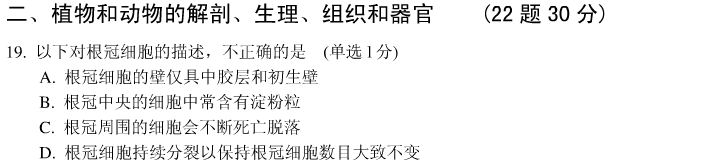 二、植物和动物的解剖、生理、组织和器官 (22 题 30 分)
19. 以下对根冠细胞的描述，不正确的是 (单选 1 分)
A. 根冠细胞的壁仅具中胶层和初生壁
B. 根冠中央的细胞中常含有淀粉粒
C. 根冠周围的细胞会不断死亡脱落
D. 根冠细胞持续分裂以保持根冠细胞数目大致不变